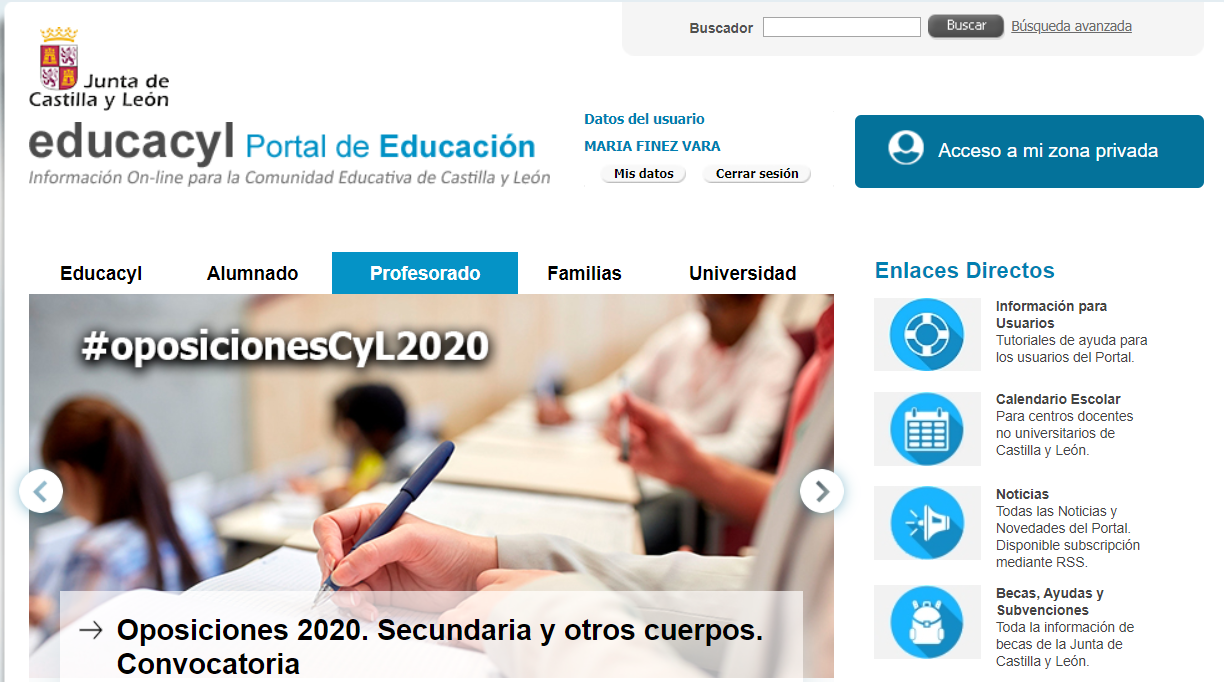 Buscador
Buscar
Búsqueda avanzada
Junta de
Castilla y León
educacyl Portal de Educación
Información On-line para la Comunidad Educativa de Castilla y León
Datos del usuario
MARIA FINEZ VARA
Mis datos
Cerrar sesión
Acceso a mi zona privada
Educacyl
Alumnado
Profesorado
Familias
Universidad
#oposicionesCyL2020
Oposiciones 2020. Secundaria y otros cuerpos.
Convocatoria
Enlaces Directos
Información para
Usuarios
Tutoriales de ayuda para
los usuarios del Portal.
Calendario Escolar
Para centros docentes
no universitarios de
Castilla y León.
Noticias
Todas las Noticias y
Novedades del Portal.
Disponible subscripción
mediante RSS.
Becas, Ayudas y
Subvenciones
Toda la información de
becas de la Junta de
Castilla y León.